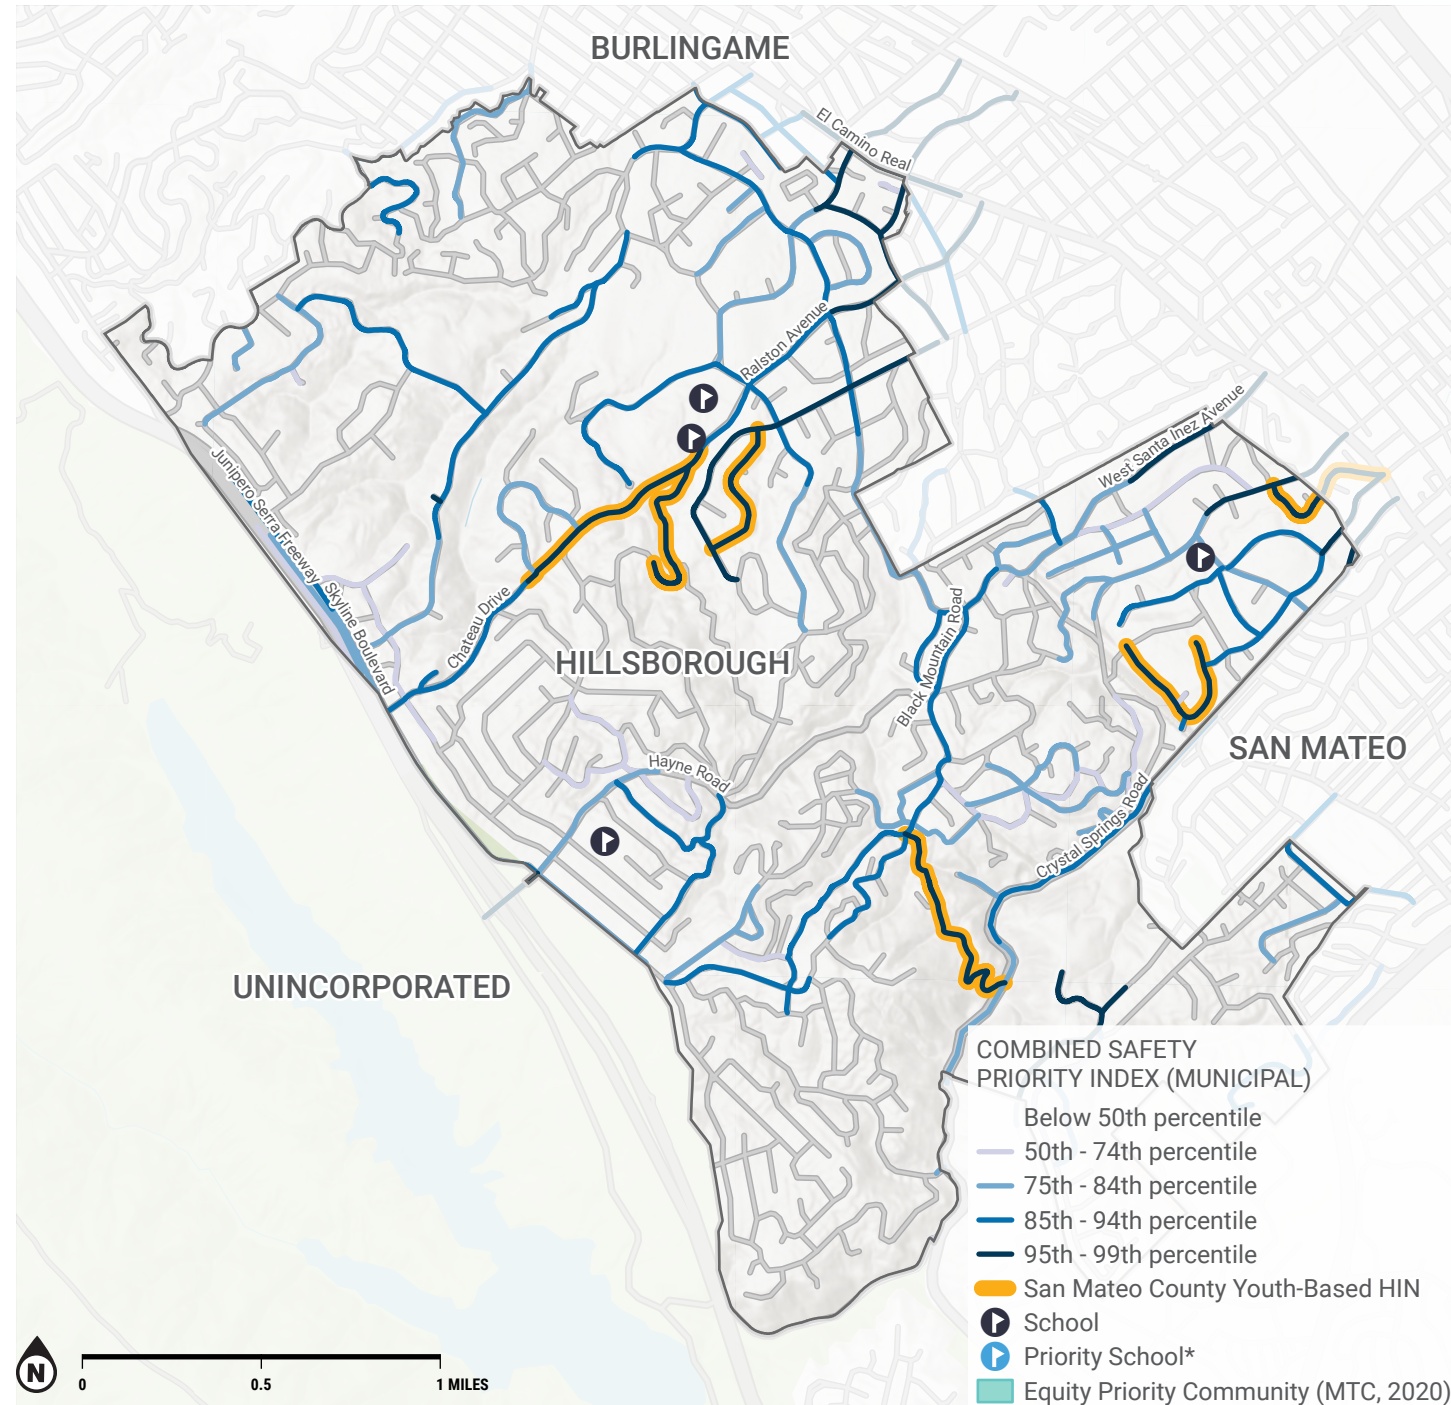 BURLINGAME
El Camino Real
Ralston Avenue
West Santa Inez Avenue
Junipero Serra Freeway
Skyline Boulevard
Chateau Drive
Black Mountain Road
HILLSBOROUGH
SAN MATEO
Hayne Road
Crystal Springs Road
UNINCORPORATED
COMBINED SAFETY
PRIORITY INDEX (MUNICIPAL)
Below 50th percentile
50th - 74th percentile
75th - 84th percentile
85th - 94th percentile
95th - 99th percentile
San Mateo County Youth-Based HIN
School
Priority School*
Equity Priority Community (MTC, 2020)
N
0 0.5 1 MILES